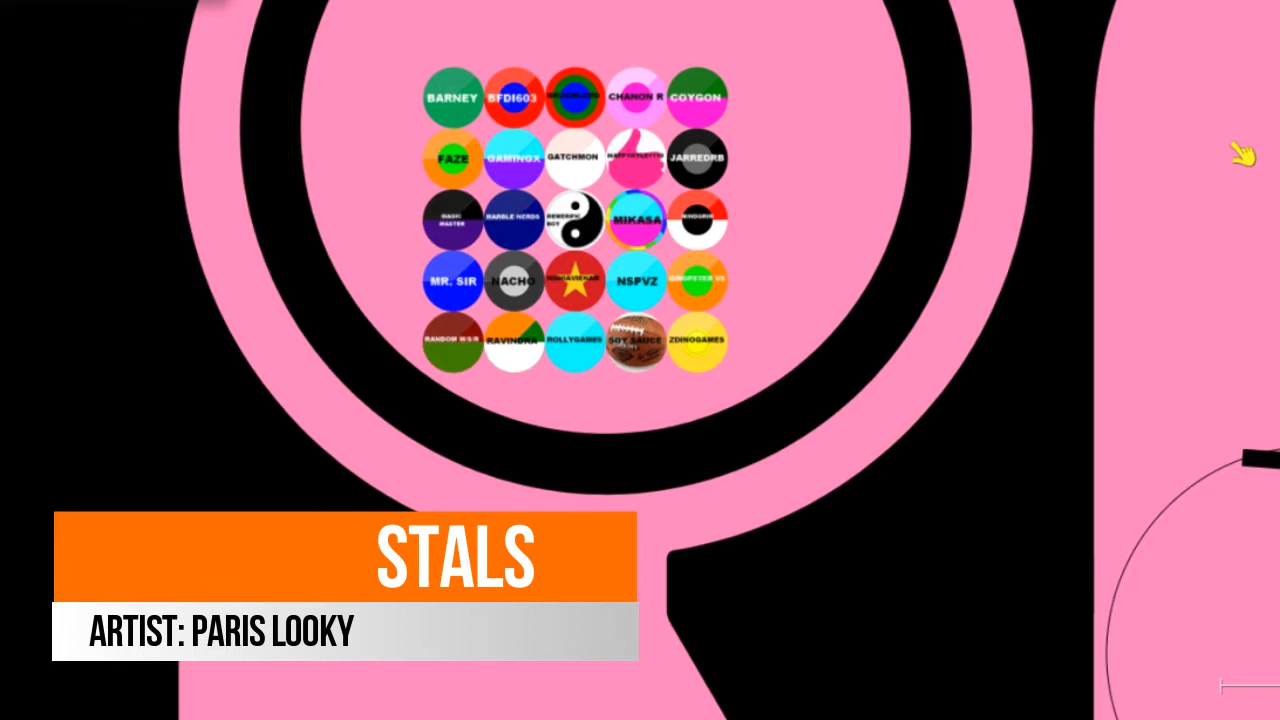 BARNEY
BFDI603
CHANON R
COYGON
FAZE
GAMINGX
GATCHMON
JARREDRB
MAGIC
MASTER
MARBLE NERDS
MIKASA
MR. SIR
NACHO
NSPVZ
RANDOM M/S/R
RAVINDRA
ROLLYGAMES
SOY SAUCE
ZDINOGAMES
STALS
ARTIST: PARIS LOOKY